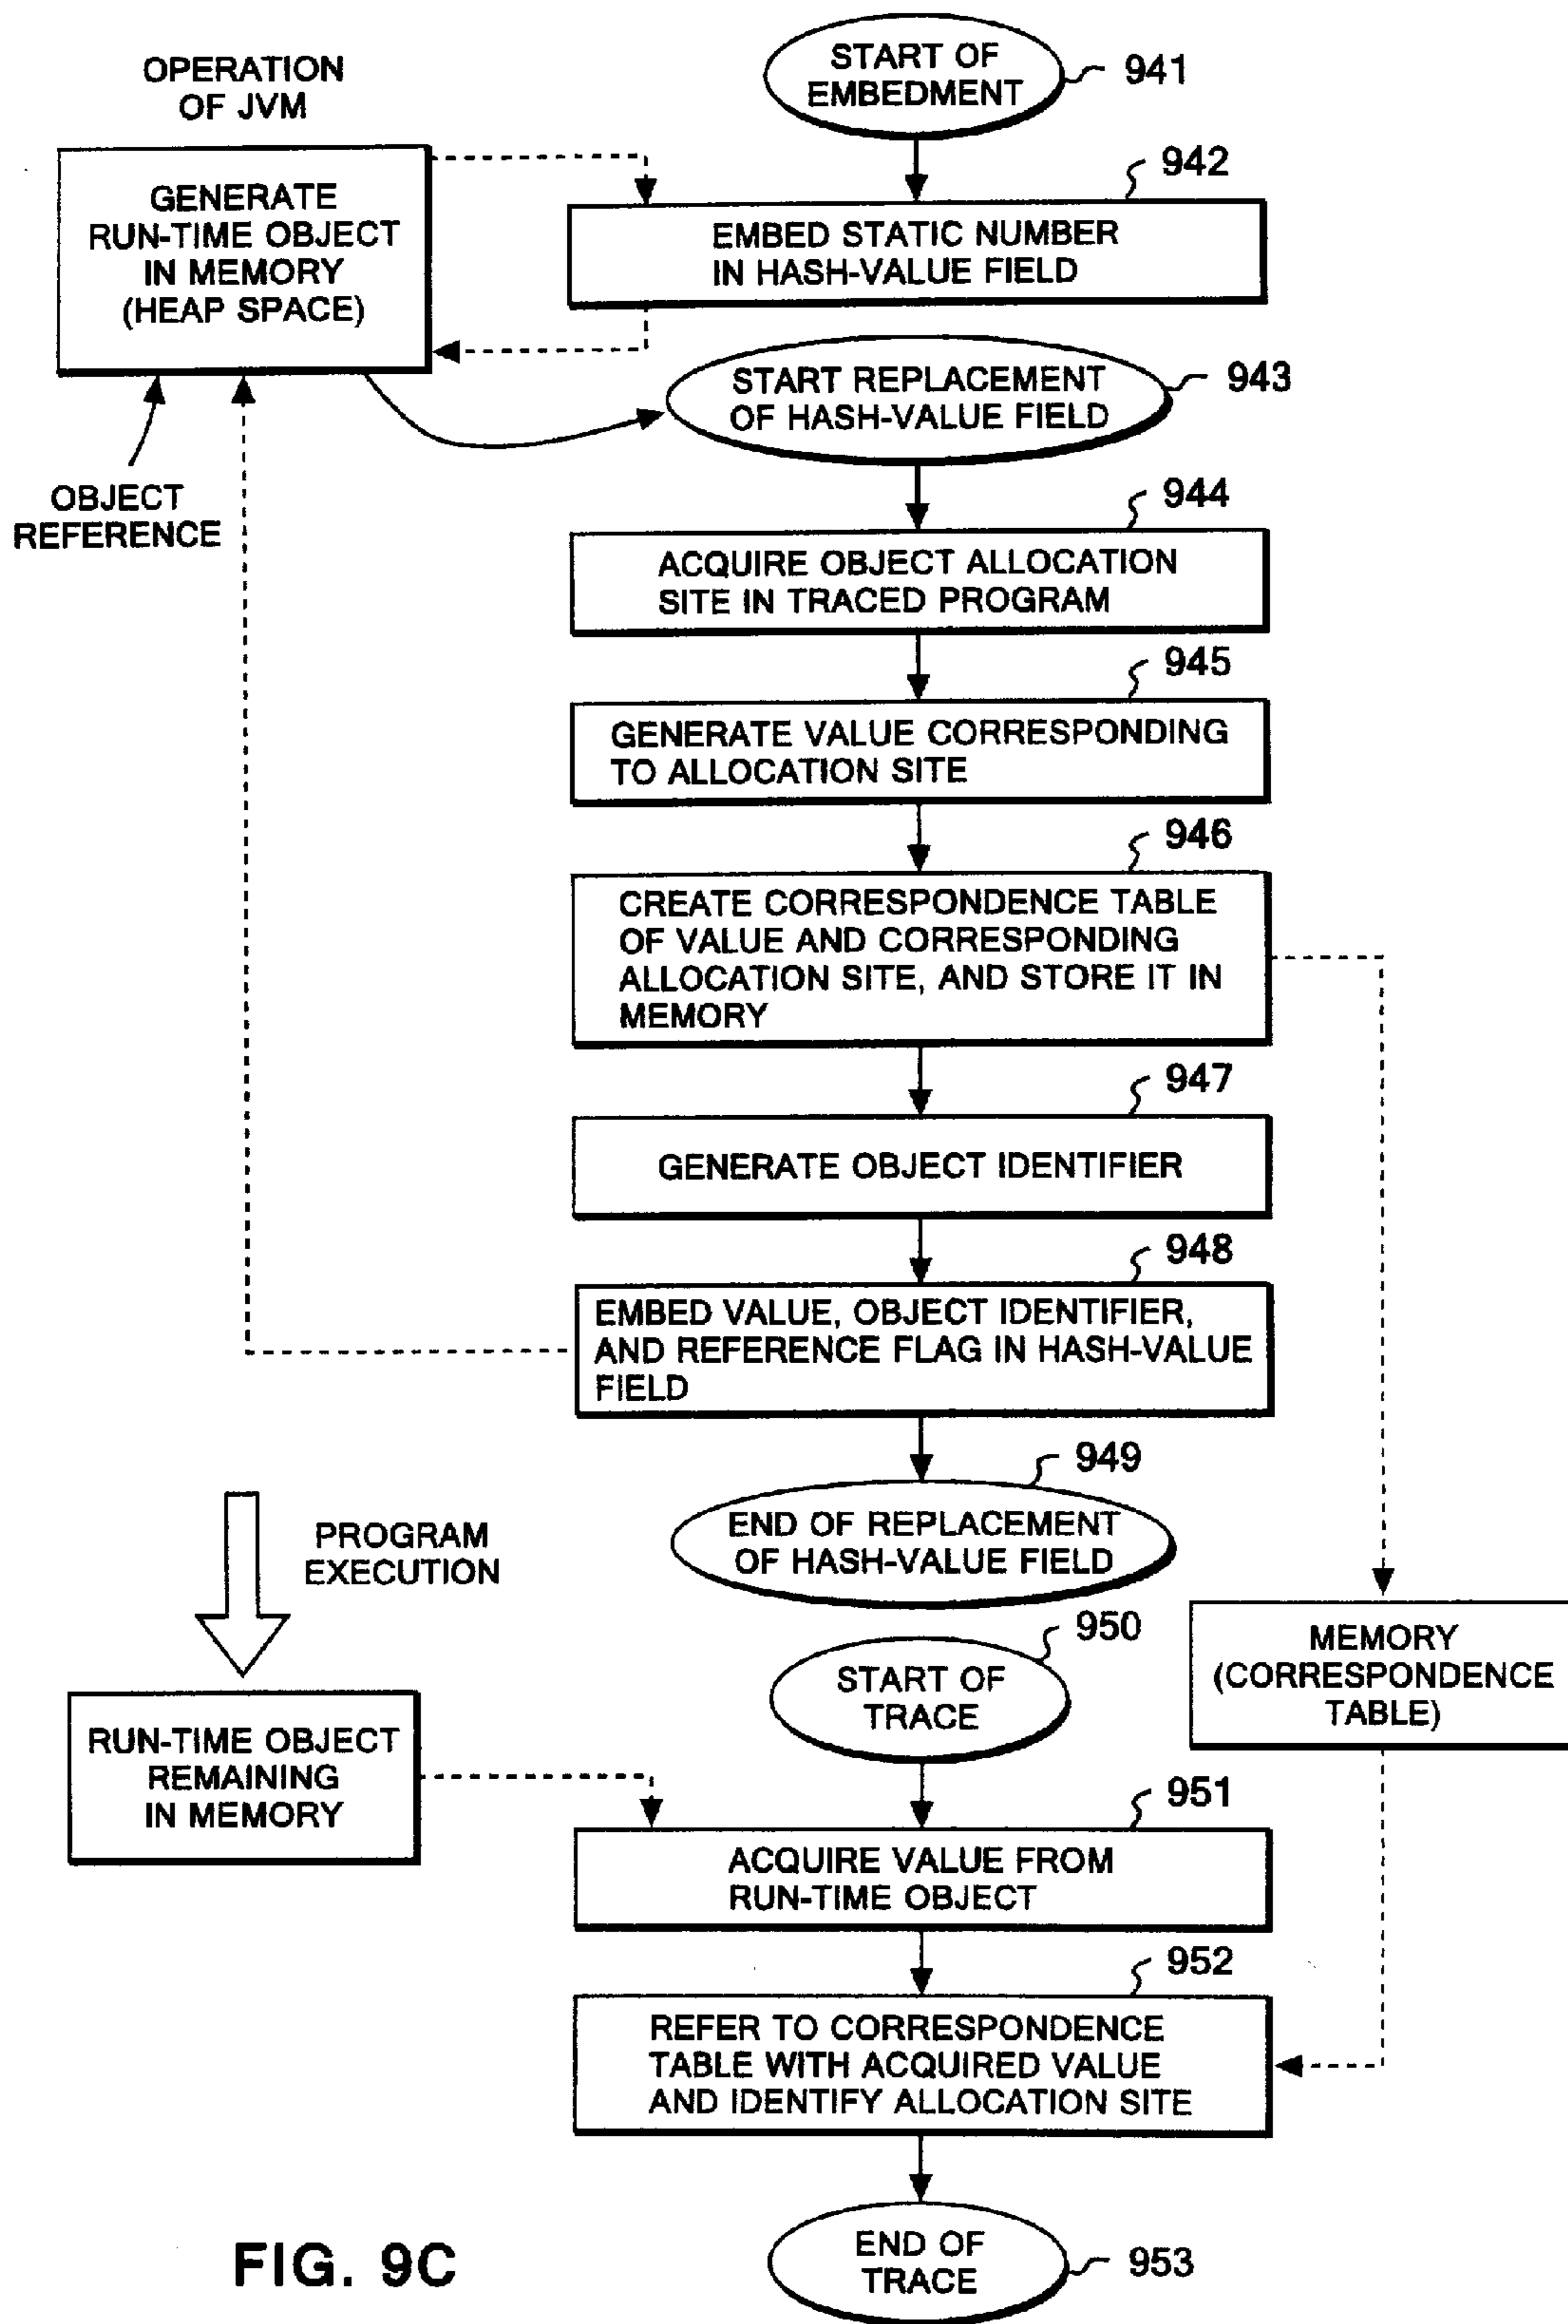 OPERATION
OF JVM
START OF
EMBEDMENT
941
GENERATE
RUN-TIME OBJECT
IN MEMORY
(HEAP SPACE)
942
EMBED STATIC NUMBER
IN HASH-VALUE FIELD
START REPLACEMENT
OF HASH-VALUE FIELD
943
OBJECT
REFERENCE
944
ACQUIRE OBJECT ALLOCATION
SITE IN TRACED PROGRAM
945
GENERATE VALUE CORRESPONDING
TO ALLOCATION SITE
946
CREATE CORRESPONDENCE TABLE
OF VALUE AND CORRESPONDING
ALLOCATION SITE, AND STORE IT IN
MEMORY
947
GENERATE OBJECT IDENTIFIER
948
EMBED VALUE, OBJECT IDENTIFIER,
AND REFERENCE FLAG IN HASH-VALUE
FIELD
949
END OF REPLACEMENT
OF HASH-VALUE FIELD
PROGRAM
EXECUTION
950
START OF
TRACE
MEMORY
(CORRESPONDENCE
TABLE)
RUN-TIME OBJECT
REMAINING
IN MEMORY
951
ACQUIRE VALUE FROM
RUN-TIME OBJECT
952
REFER TO CORRESPONDENCE
TABLE WITH ACQUIRED VALUE
AND IDENTIFY ALLOCATION SITE
END OF
TRACE
953
FIG. 9C